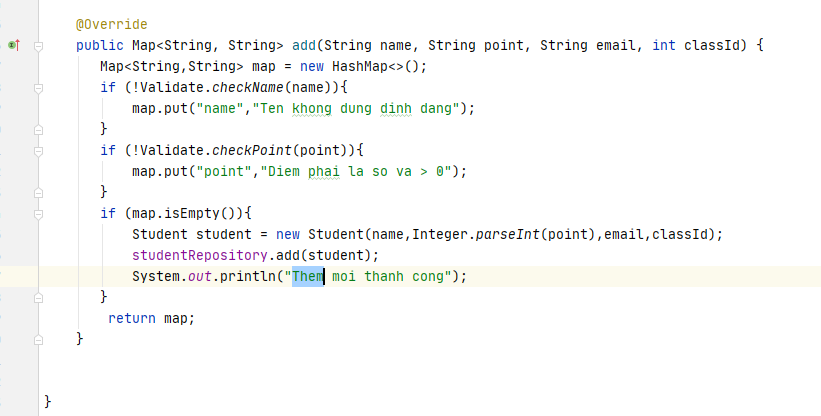 @Override
public Map<String, String> add(String name, String point, String email, int classId) {
Map<String,String> map = new HashMap<>();
if (!Validate.checkName(name)){
map.put("name","Ten khong dung dinh dang");
}
if (!Validate.checkPoint(point)){
map.put("point","Diem phai la so va > 0");
}
if (map.isEmpty()){
Student student = new Student(name,Integer.parseInt(point),email,classId);
studentRepository.add(student);
System.out.println("Them moi thanh cong");
}
return map;
}
}